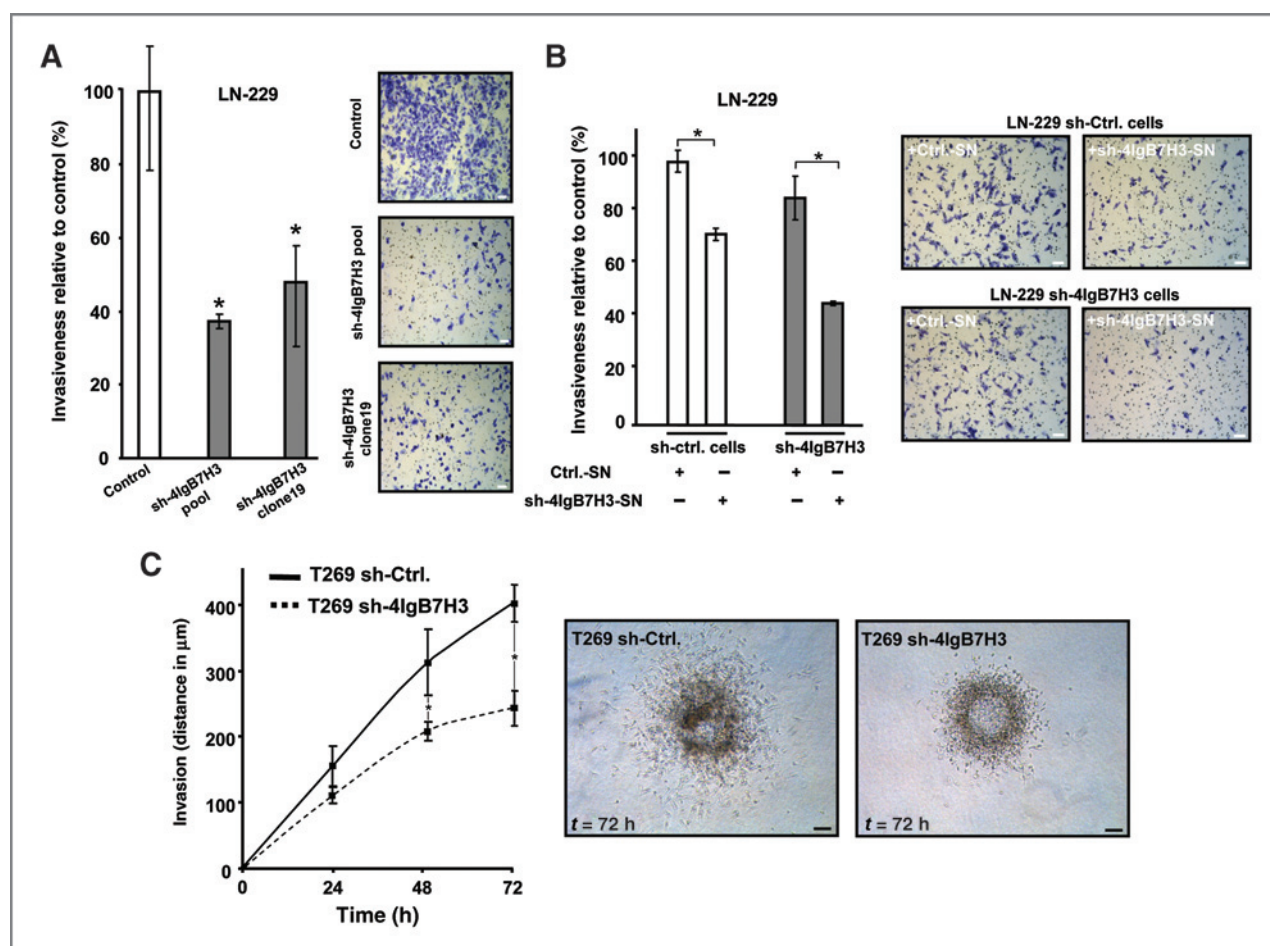 A
LN-229
Invasiveness relative to control (%)
100
80
60
40
20
0
*
*
Control
sh-4IgB7H3
pool
sh-4IgB7H3
clone19
Control
sh-4IgB7H3 pool
sh-4IgB7H3
clone19
B
LN-229
Invasiveness relative to control (%)
100
80
60
40
20
0
*
*
sh-ctrl. cells
sh-4IgB7H3
Ctrl.-SN + – + –
sh-4IgB7H3-SN – + – +
LN-229 sh-Ctrl. cells
+Ctrl.-SN
+sh-4IgB7H3-SN
LN-229 sh-4IgB7H3 cells
+Ctrl.-SN
+sh-4IgB7H3-SN
C
T269 sh-Ctrl.
T269 sh-4IgB7H3
Invasion (distance in μm)
400
300
200
100
0
*
*
0 24 48 72
Time (h)
T269 sh-Ctrl.
t = 72 h
T269 sh-4IgB7H3
t = 72 h